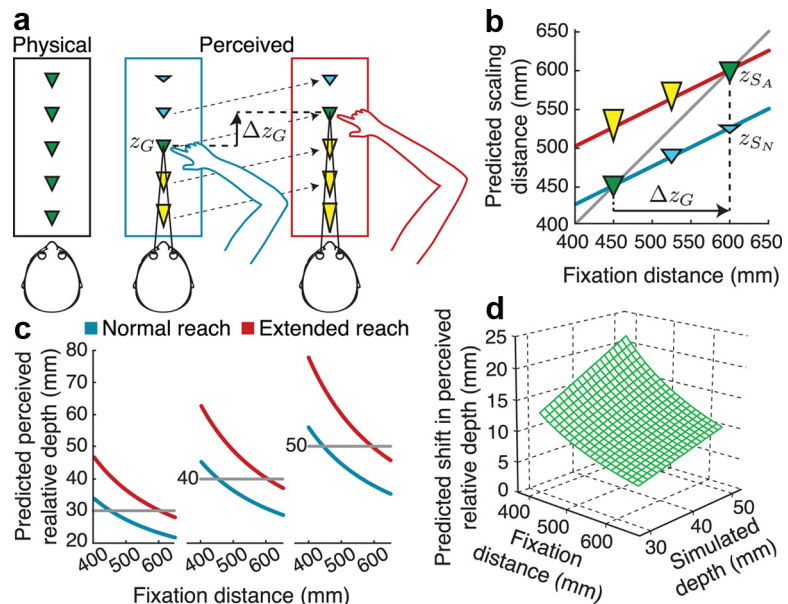 a
Physical
Perceived
z_G
Δz_G
b
Predicted scaling
distance (mm)
600
550
500
450
400
400 450 500 550 600 650
Fixation distance (mm)
z_{S_A}
z_{S_N}
Δz_G
c
Normal reach Extended reach
Predicted perceived
realative depth (mm)
80
70
60
50
40
30
20
40
50
400 500 600
400 500 600
400 500 600
Fixation distance (mm)
d
Predicted shift in perceived
relative depth (mm)
25
20
15
10
5
0
400
500
600
Fixation
distance (mm)
30
40
50
Simulated
depth (mm)